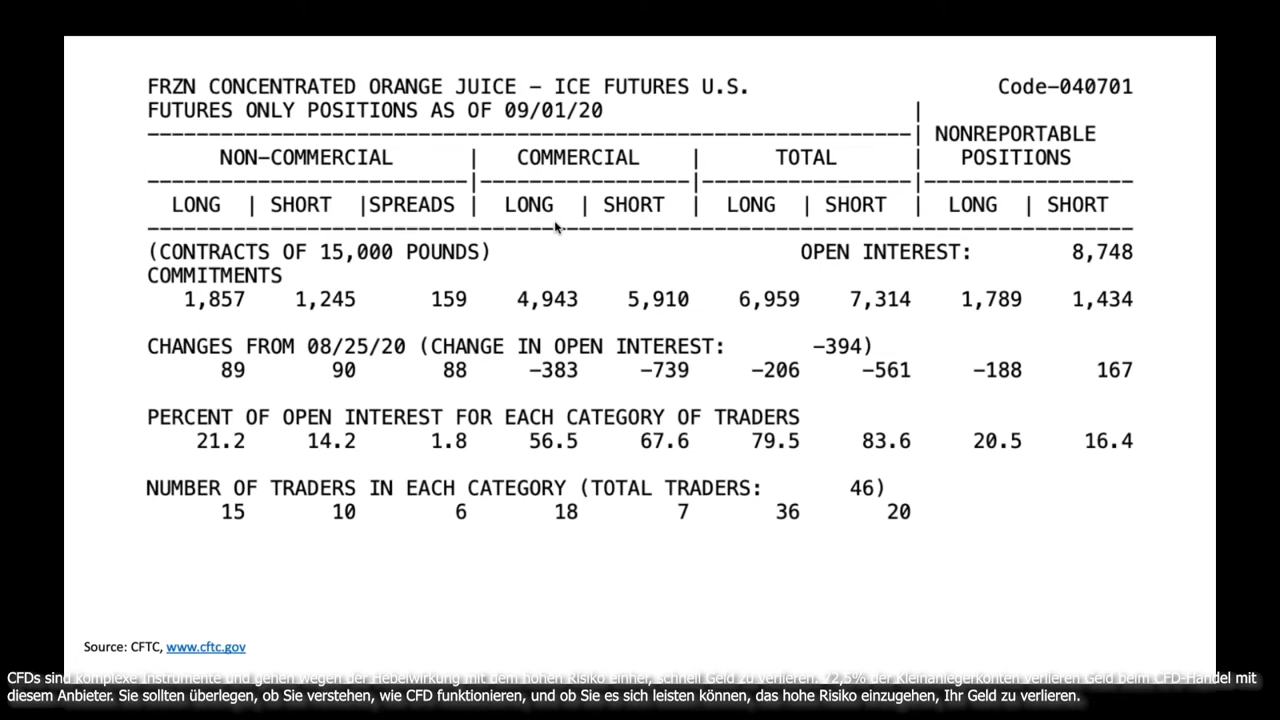 FRZN CONCENTRATED ORANGE JUICE - ICE FUTURES U.S. Code-040701
FUTURES ONLY POSITIONS AS OF 09/01/20 |
--------------------------------------------------------------| NONREPORTABLE
NON-COMMERCIAL | COMMERCIAL | TOTAL | POSITIONS
--------------------------|-----------------|-----------------|-----------------
LONG | SHORT |SPREADS | LONG | SHORT | LONG | SHORT | LONG | SHORT
--------------------------------------------------------------------------------
(CONTRACTS OF 15,000 POUNDS) OPEN INTEREST: 8,748
COMMITMENTS
1,857 1,245 159 4,943 5,910 6,959 7,314 1,789 1,434
CHANGES FROM 08/25/20 (CHANGE IN OPEN INTEREST: -394)
89 90 88 -383 -739 -206 -561 -188 167
PERCENT OF OPEN INTEREST FOR EACH CATEGORY OF TRADERS
21.2 14.2 1.8 56.5 67.6 79.5 83.6 20.5 16.4
NUMBER OF TRADERS IN EACH CATEGORY (TOTAL TRADERS: 46)
15 10 6 18 7 36 20
Source: CFTC, www.cftc.gov
CFDs sind komplexe Instrumente und gehen wegen der Hebelwirkung mit dem hohen Risiko einher, schnell Geld zu verlieren. 72,5% der Kleinanlegerkonten verlieren Geld beim CFD-Handel mit
diesem Anbieter. Sie sollten überlegen, ob Sie verstehen, wie CFD funktionieren, und ob Sie es sich leisten können, das hohe Risiko einzugehen, Ihr Geld zu verlieren.